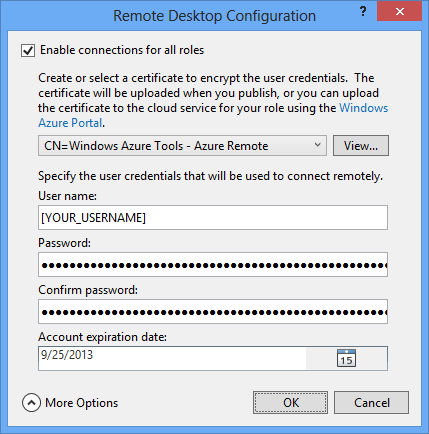 Remote Desktop Configuration
?
Enable connections for all roles
Create or select a certificate to encrypt the user credentials. The
certificate will be uploaded when you publish, or you can upload
the certificate to the cloud service for your role using the Windows
Azure Portal.
CN=Windows Azure Tools - Azure Remote
View...
Specify the user credentials that will be used to connect remotely.
User name:
[YOUR_USERNAME]
Password:
Confirm password:
Account expiration date:
9/25/2013
15
More Options
OK
Cancel